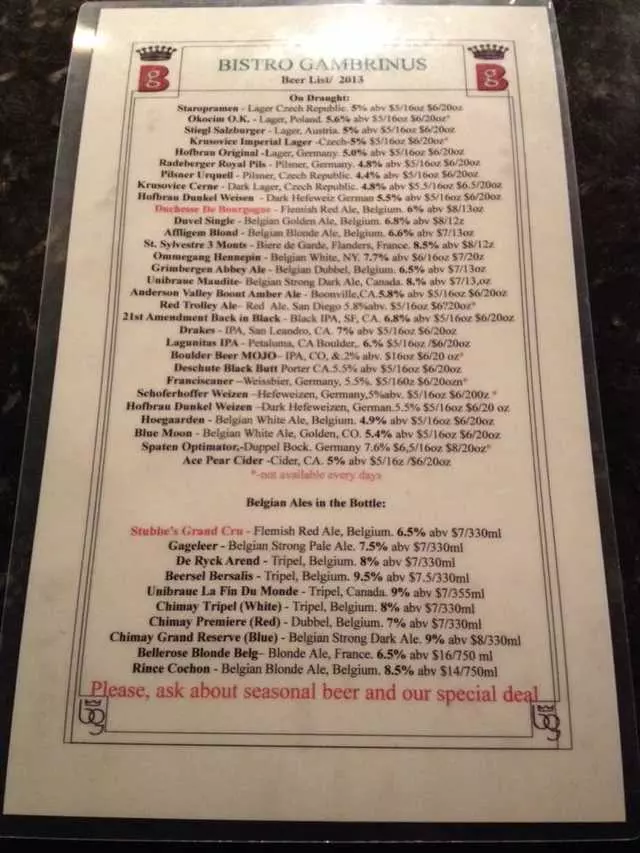 BISTRO GAMBRINUS
Beer List/ 2013
On Draught:
Staropramen - Lager Czech Republic. 5% abv $5/16oz $6/20oz
Okocim O.K. - Lager, Poland. 5.6% abv $5/16oz $6/20oz*
Stiegl Salzburger - Lager, Austria. 5% abv $5/16oz $6/20oz
Krusovice Imperial Lager -Czech-5% $5/16oz $6/20oz*
Hofbrau Original -Lager, Germany. 5.0% abv $5/16oz $6/20oz
Radeberger Royal Pils - Pilsner, Germany. 4.8% abv $5/16oz $6/20oz
Pilsner Urquell - Pilsner, Czech Republic. 4.4% abv $5/16oz $6/20oz
Krusovice Cerne - Dark Lager, Czech Republic. 4.8% abv $5.5/16oz $6.5/20oz
Hofbrau Dunkel Weisen - Dark Hefeweiz German 5.5% abv $5/16oz $6/20oz
Duchesse De Bourgogne - Flemish Red Ale, Belgium. 6% abv $8/13oz
Duvel Single - Belgian Golden Ale, Belgium. 6.8% abv $8/12z
Affligem Blond - Belgian Blonde Ale, Belgium. 6.6% abv $7/13oz
St. Sylvestre 3 Monts - Biere de Garde, Flanders, France. 8.5% abv $8/12z
Ommegang Hennepin - Belgian White, NY. 7.7% abv $6/16oz $7/20z
Grimbergen Abbey Ale - Belgian Dubbel, Belgium. 6.5% abv $7/13oz
Unibraue Maudite- Belgian Strong Dark Ale, Canada. 8.% abv $7/13,oz
Anderson Valley Boont Amber Ale - Boonville,CA.5.8% abv $5/16oz $6/20oz
Red Trolley Ale- Red Ale. San Diego 5.8%abv. $5/16oz $6?20oz*
21st Amendment Back in Black - Black IPA, SF, CA. 6.8% abv $5/16oz $6/20oz
Drakes - IPA, San Leandro, CA. 7% abv $5/16oz $6/20oz
Lagunitas IPA - Petaluma, CA Boulder,. 6.% $5/16oz /$6/20oz
Boulder Beer MOJO– IPA, CO, &.2% abv. $16oz $6/20 oz*
Deschute Black Butt Porter CA.5.5% abv $5/16oz $6/20oz
Franciscaner –Weissbier, Germany, 5.5%. $5/160z $6/20ozn*
Schoferhoffer Weizen –Hefeweizen, Germany,5%abv. $5/16oz $6/200z *
Hofbrau Dunkel Weizen –Dark Hefeweizen, German.5.5% $5/16oz $6/20 oz
Hoegaarden - Belgian White Ale, Belgium. 4.9% abv $5/16oz $6/20oz
Blue Moon - Belgian White Ale, Golden, CO. 5.4% abv $5/16oz $6/20oz
Spaten Optimator,-Duppel Bock. Germany 7.6% $6,5/16oz $8/20oz*
Ace Pear Cider -Cider, CA. 5% abv $5/16z /$6/20oz
*-not available every days
Belgian Ales in the Bottle:
Stubbe's Grand Cru - Flemish Red Ale, Belgium. 6.5% abv $7/330ml
Gageleer - Belgian Strong Pale Ale. 7.5% abv $7/330ml
De Ryck Arend - Tripel, Belgium. 8% abv $7/330ml
Beersel Bersalis - Tripel, Belgium. 9.5% abv $7.5/330ml
Unibraue La Fin Du Monde - Tripel, Canada. 9% abv $7/355ml
Chimay Tripel (White) - Tripel, Belgium. 8% abv $7/330ml
Chimay Premiere (Red) - Dubbel, Belgium. 7% abv $7/330ml
Chimay Grand Reserve (Blue) - Belgian Strong Dark Ale. 9% abv $8/330ml
Bellerose Blonde Belg– Blonde Ale, France. 6.5% abv $16/750 ml
Rince Cochon - Belgian Blonde Ale, Belgium. 8.5% abv $14/750ml
Please, ask about seasonal beer and our special deal